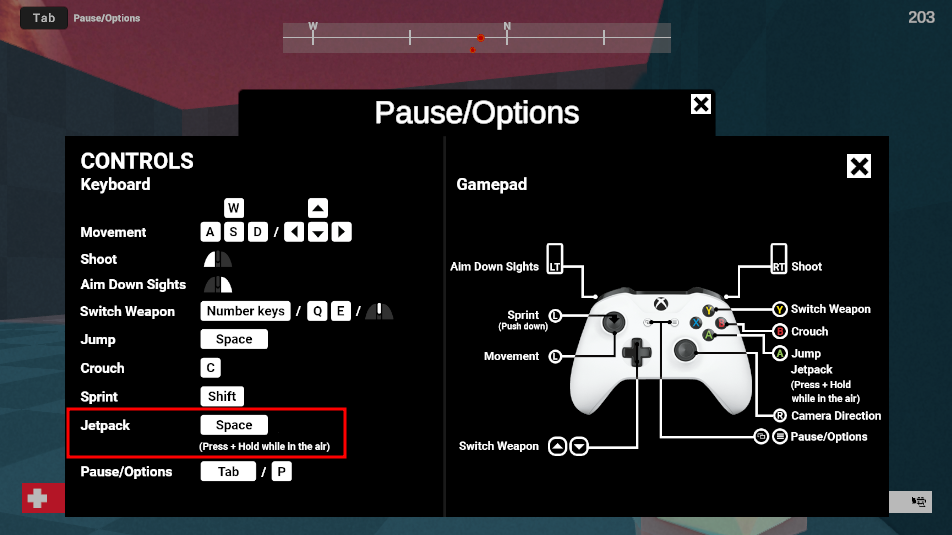 Tab Pause/Options
W N
203
Pause/Options
CONTROLS
Keyboard
W
Movement A S D /
Shoot
Aim Down Sights
Switch Weapon Number keys / Q E /
Jump Space
Crouch C
Sprint Shift
Jetpack Space
(Press + Hold while in the air)
Pause/Options Tab / P
Gamepad
Aim Down Sights LT
RT Shoot
Sprint L
(Push down)
Movement L
Switch Weapon
Y X B A
Y Switch Weapon
B Crouch
A Jump
Jetpack
(Press + Hold
while in the air)
R Camera Direction
Pause/Options